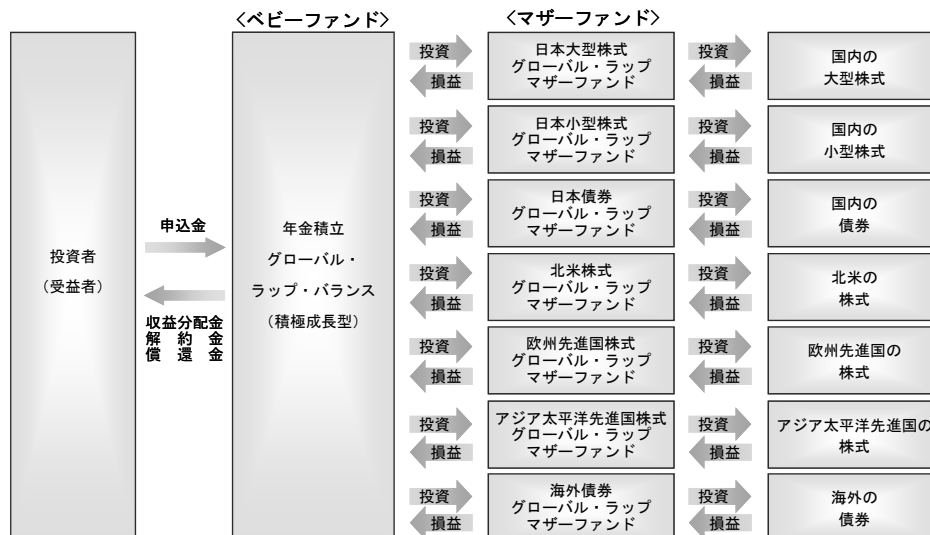 <ベビーファンド>
<マザーファンド>
投資者
(受益者)
申込金
収益分配金
解約金
償還金
年金積立
グローバル・
ラップ・バランス
(積極成長型)
投資
損益
日本大型株式
グローバル・ラップ
マザーファンド
投資
損益
国内の
大型株式
投資
損益
日本小型株式
グローバル・ラップ
マザーファンド
投資
損益
国内の
小型株式
投資
損益
日本債券
グローバル・ラップ
マザーファンド
投資
損益
国内の
債券
投資
損益
北米株式
グローバル・ラップ
マザーファンド
投資
損益
北米の
株式
投資
損益
欧州先進国株式
グローバル・ラップ
マザーファンド
投資
損益
欧州先進国の
株式
投資
損益
アジア太平洋先進国株式
グローバル・ラップ
マザーファンド
投資
損益
アジア太平洋先進国の
株式
投資
損益
海外債券
グローバル・ラップ
マザーファンド
投資
損益
海外の
債券